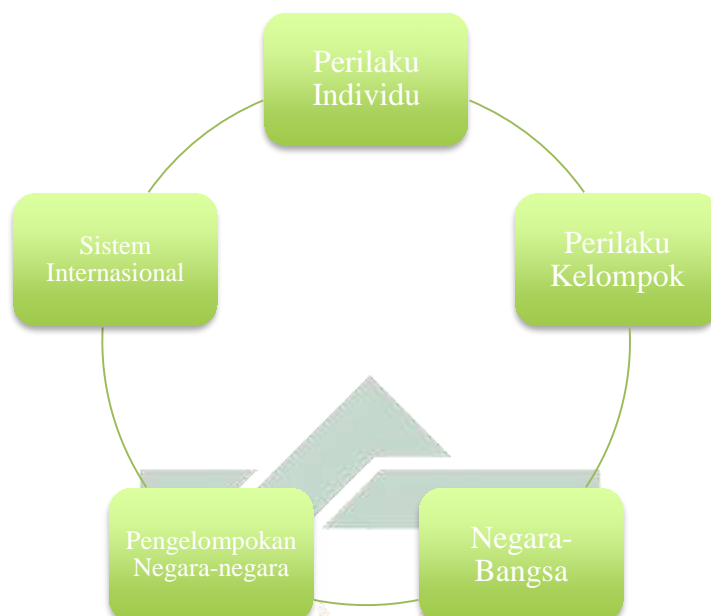 Perilaku
Individu
Perilaku
Kelompok
Negara-
Bangsa
Pengelompokan
Negara-negara
Sistem
Internasional